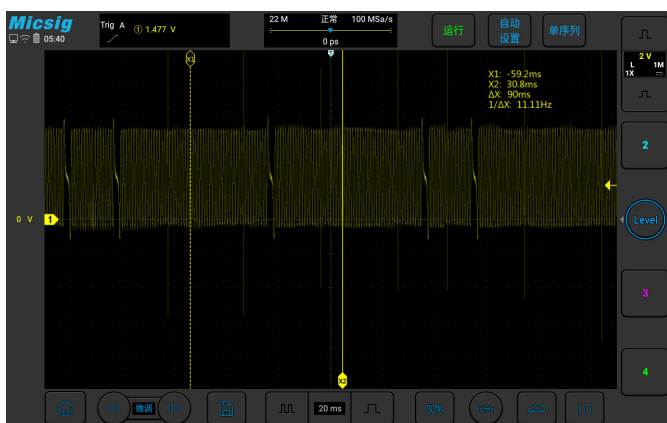 Micsig
05:40
Trig A ① 1.477 V
22 M 正常 100 MSa/s
0 ps
运行
自动
设置
单序列
2 V
L 1M
1X
X1
T
X1: -59.2ms
X2: 30.8ms
ΔX: 90ms
1/ΔX: 11.11Hz
2
0 V
1
Level
3
X2
4
微调
20 ms